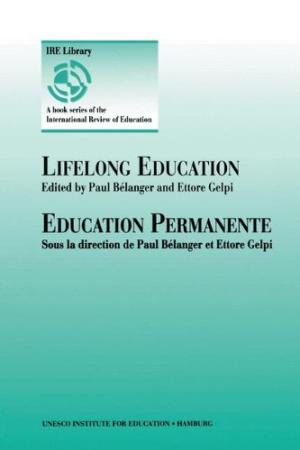 IRE Library
A book series of the
International Review of Education
LIFELONG EDUCATION
Edited by Paul Bélanger and Ettore Gelpi
EDUCATION PERMANENTE
Sous la direction de Paul Bélanger et Ettore Gelpi
UNESCO INSTITUTE FOR EDUCATION • HAMBURG